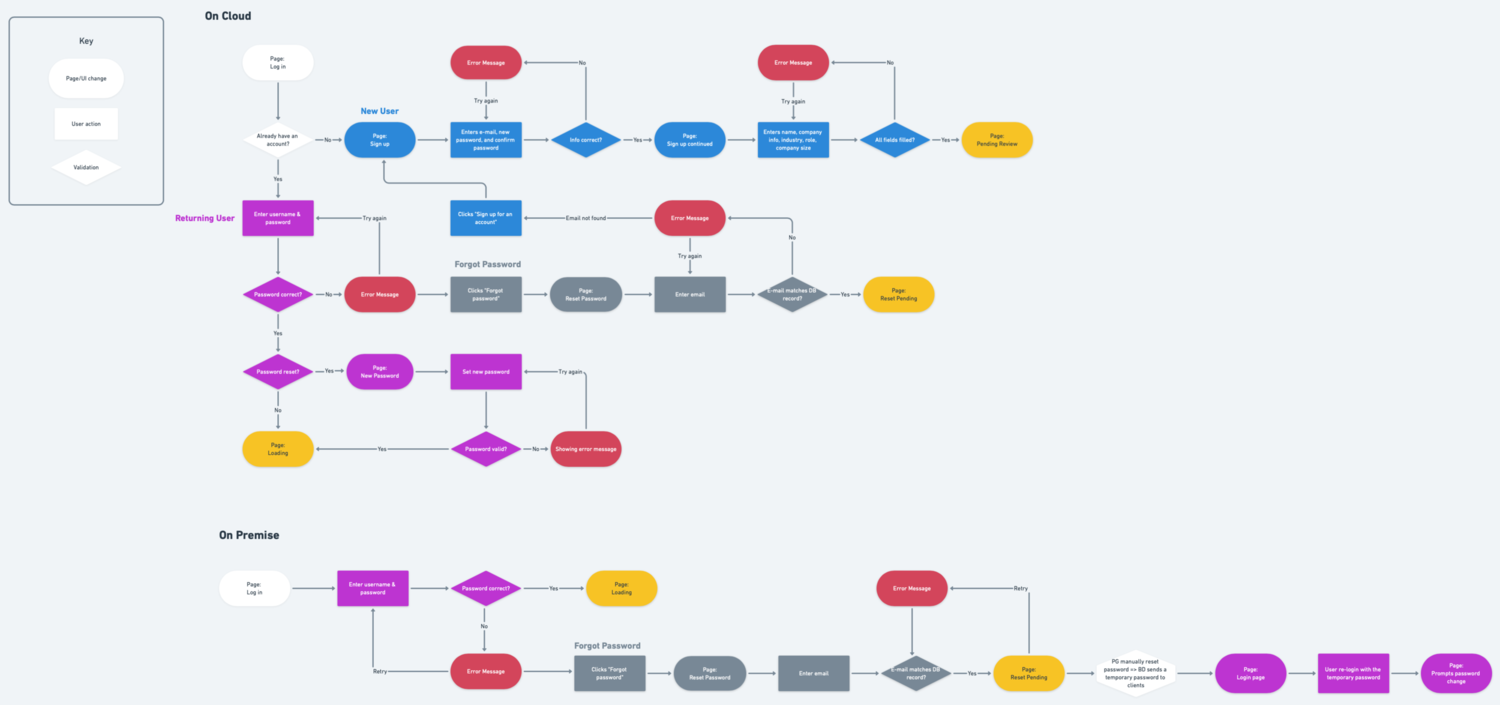 On Cloud
Key
Page/UI change
User action
Validation
Page:
Log in
Error Message
No
Error Message
No
Try again
Try again
New User
Already have an
account?
No
Page:
Sign up
Enters e-mail, new
password, and confirm
password
Info correct?
Yes
Page:
Sign up continued
Enters name, company
info, industry, role,
company size
All fields filled?
Yes
Page:
Pending Review
Yes
Returning User
Enter username &
password
Try again
Clicks "Sign up for an
account"
Email not found
Error Message
No
Try again
Forgot Password
Password correct?
No
Error Message
Clicks "Forgot
password"
Page:
Reset Password
Enter email
E-mail matches DB
record?
Yes
Page:
Reset Pending
Yes
Password reset?
Yes
Page:
New Password
Set new password
Try again
No
Page:
Loading
Yes
Password valid?
No
Showing error message
On Premise
Page:
Log in
Enter username &
password
Password correct?
Yes
Page:
Loading
Error Message
Retry
No
Forgot Password
Retry
Error Message
Clicks "Forgot
password"
Page:
Reset Password
Enter email
E-mail matches DB
record?
Yes
Page:
Reset Pending
PG manually reset
password => BD sends a
temporary password to
clients
Page:
Login page
User re-login with the
temporary password
Page:
Prompts password
change